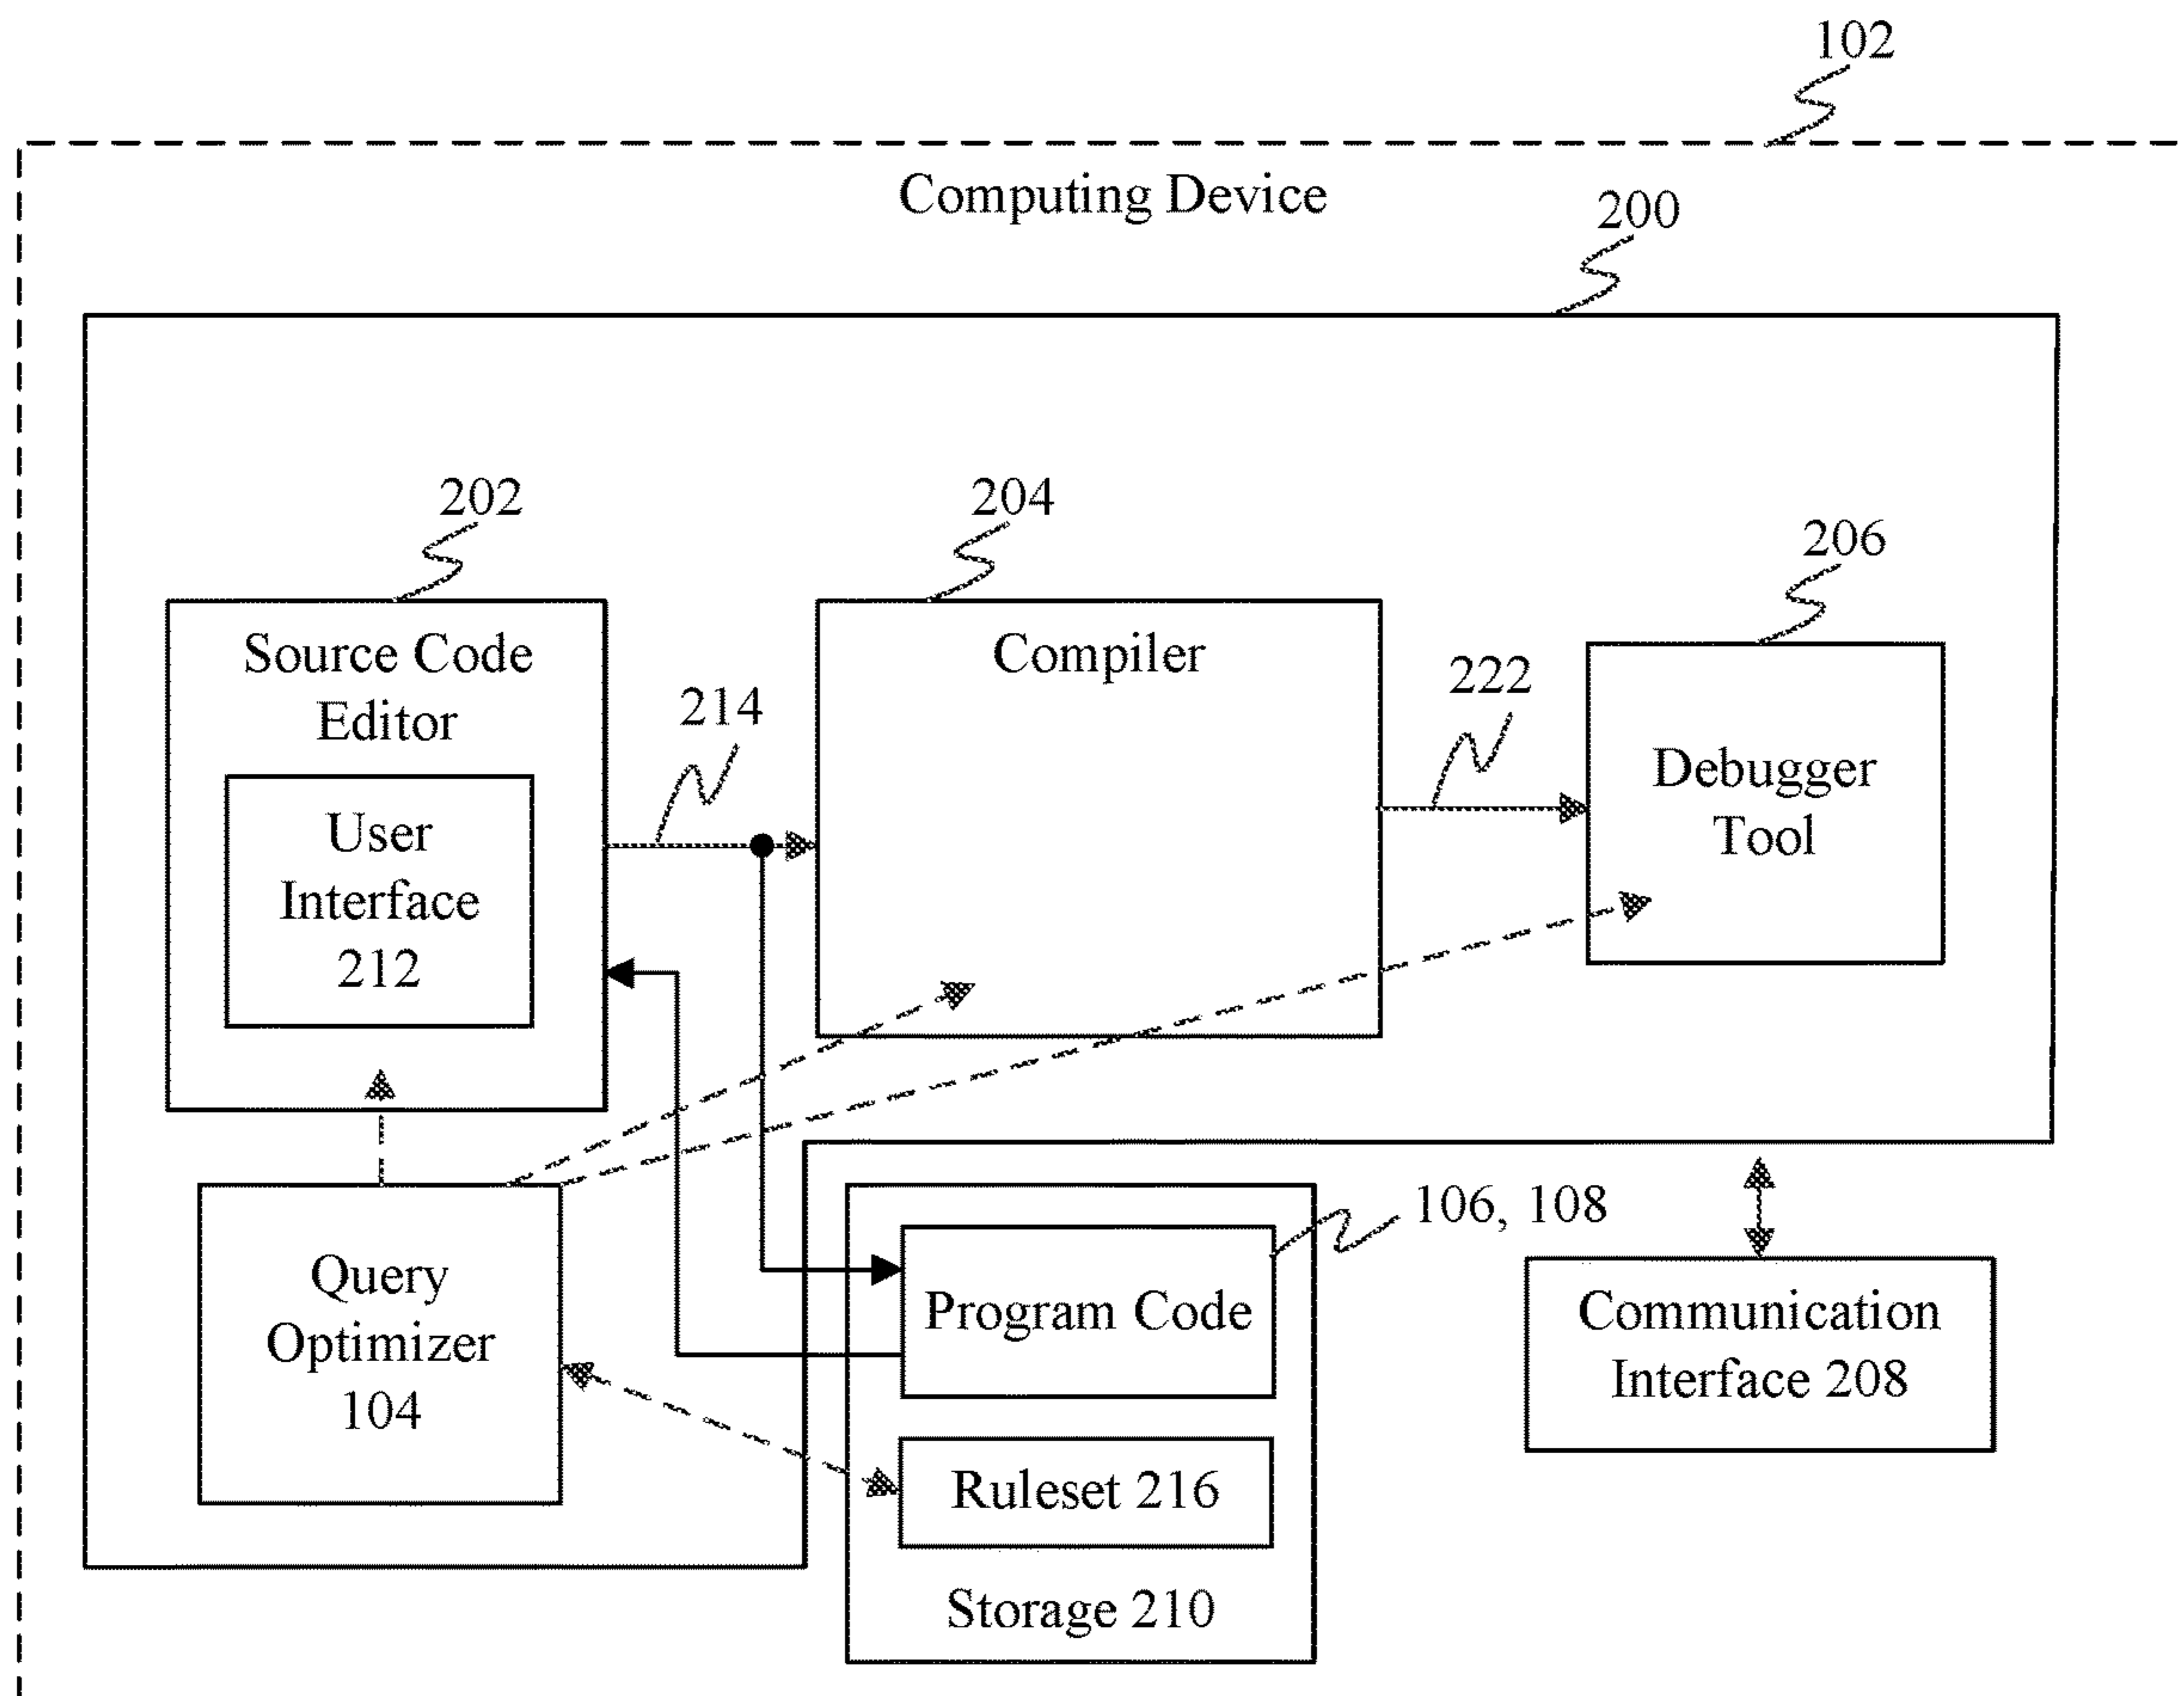 102
Computing Device
200
202
204
206
Source Code
Editor
Compiler
214
222
Debugger
Tool
User
Interface
212
106, 108
Query
Optimizer
104
Program Code
Communication
Interface 208
Ruleset 216
Storage 210